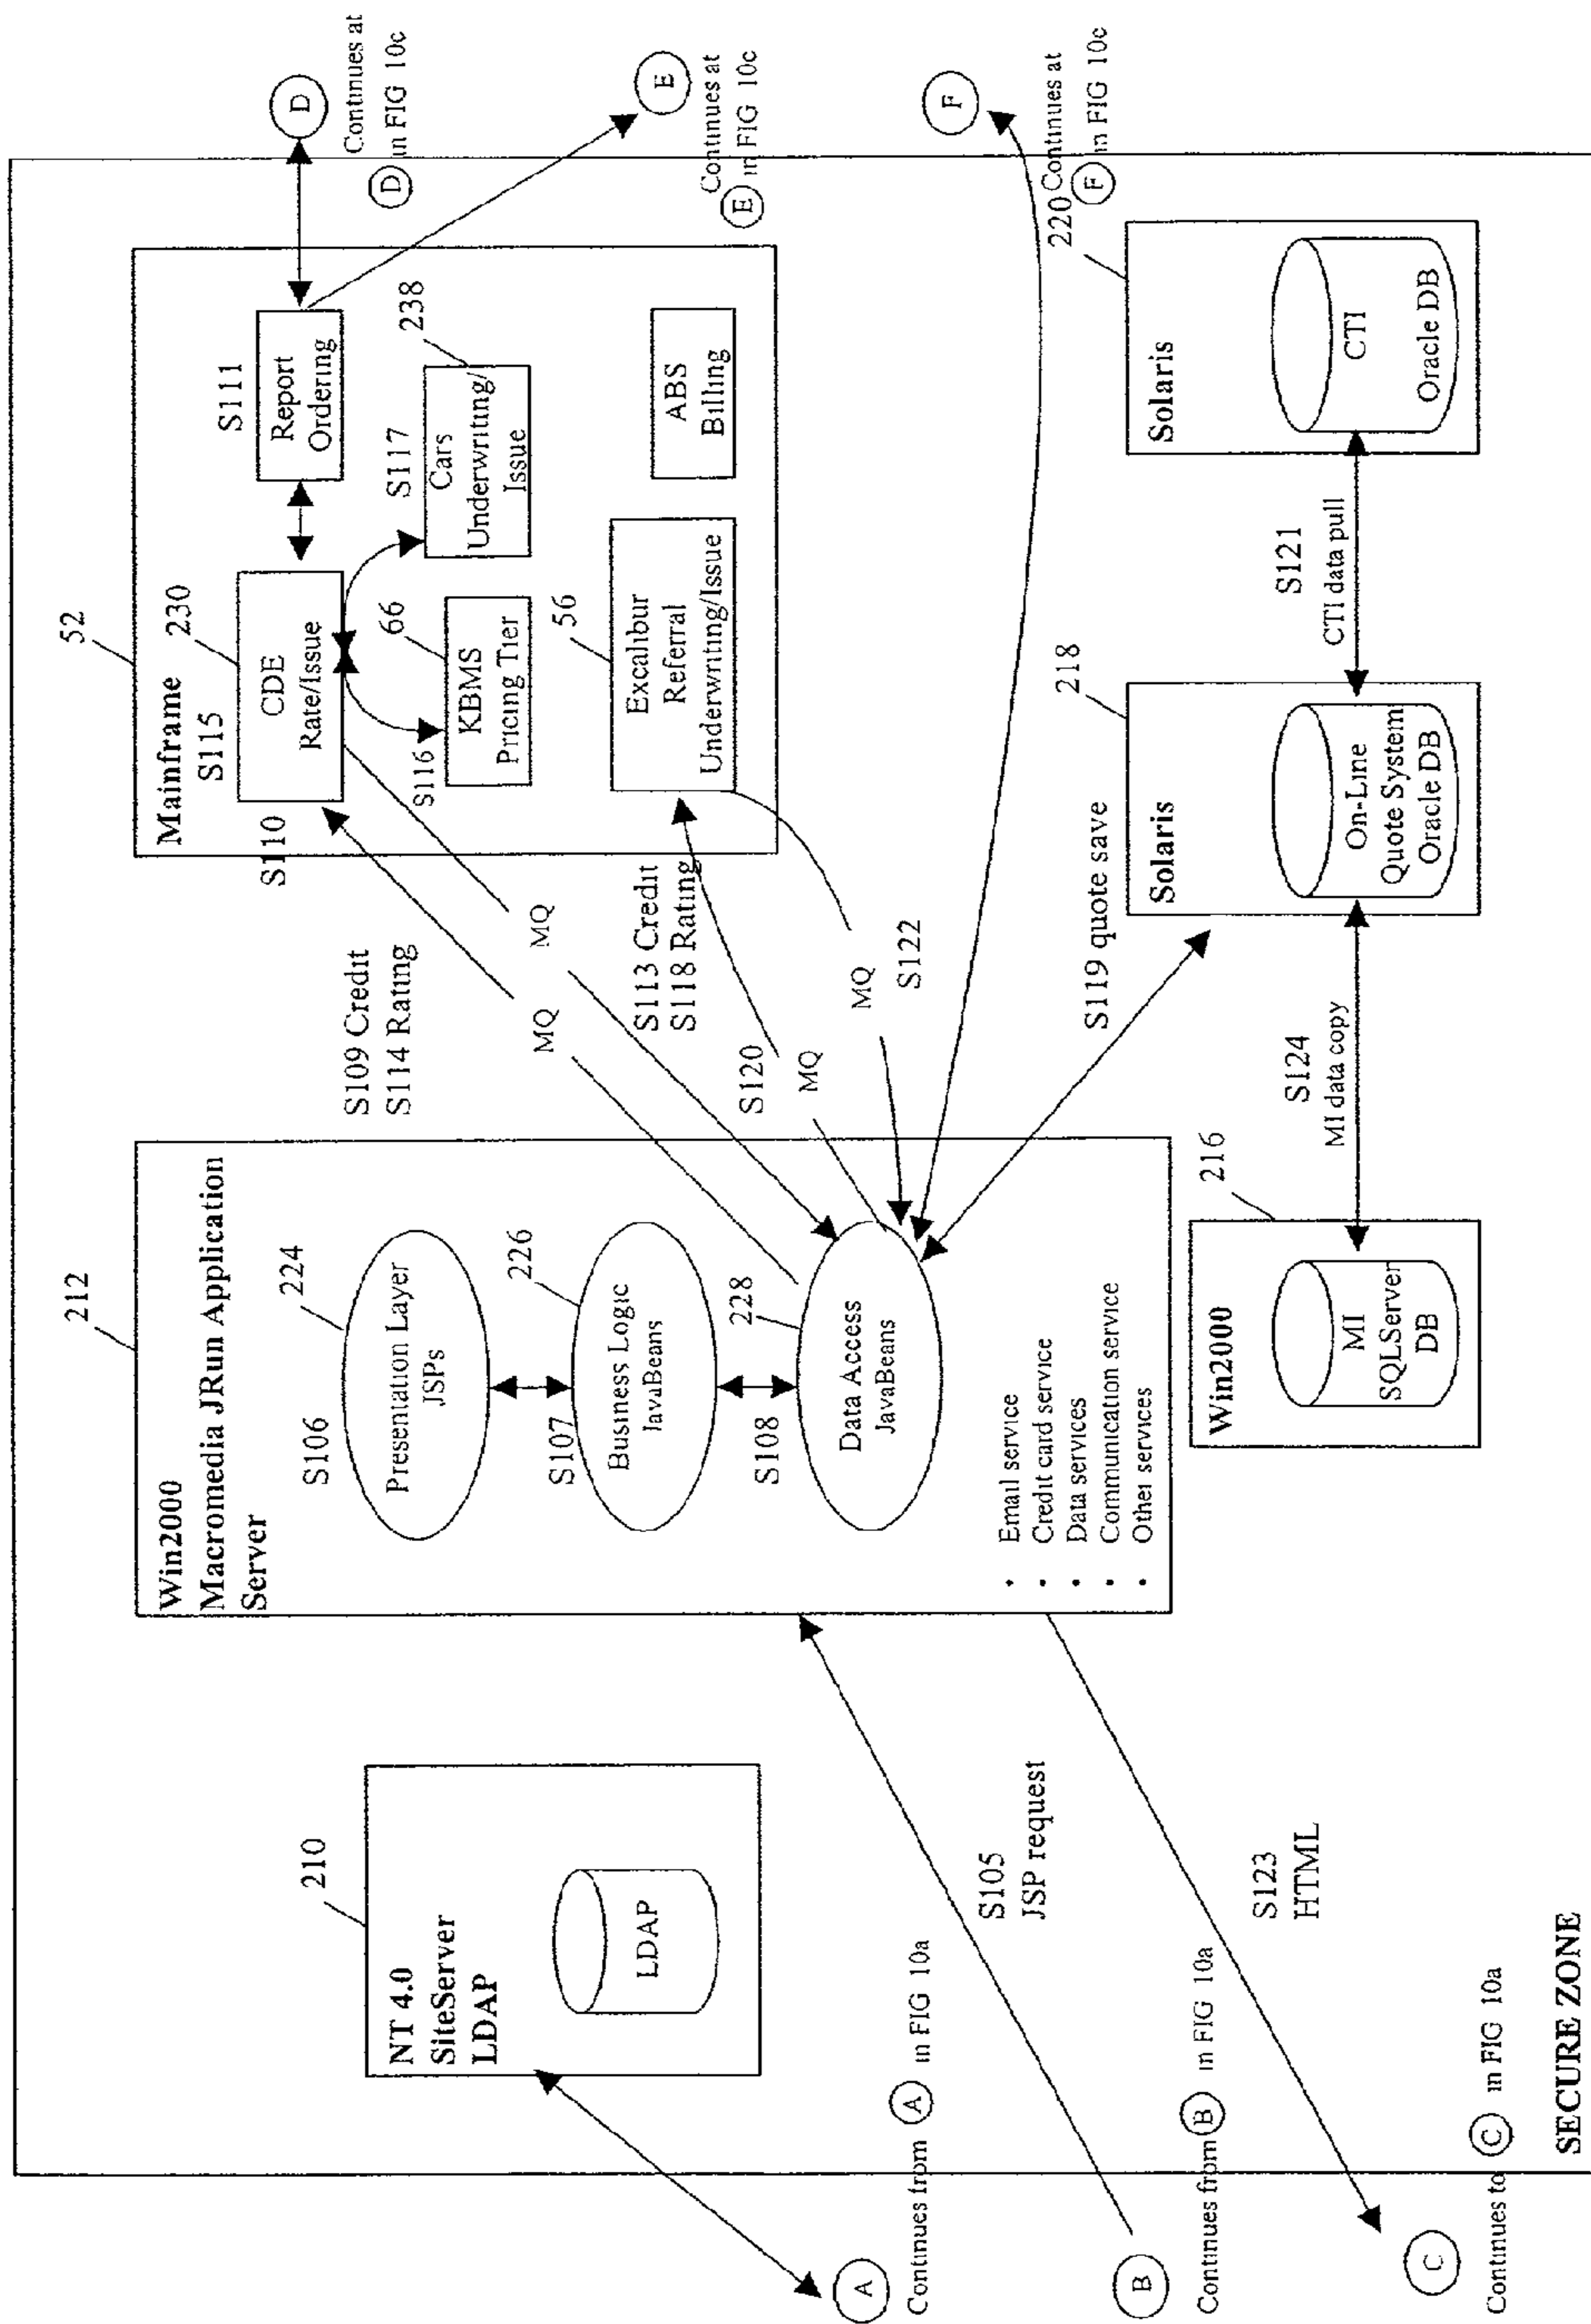 NT 4.0
SiteServer
LDAP
210
LDAP
A
Continues from A in FIG 10a
S105
JSP request
B
Continues from B in FIG 10a
S123
HTML
C
Continues to C in FIG 10a
SECURE ZONE
212
Win2000
Macromedia JRun Application
Server
S106
Presentation Layer
JSPs
224
S107
Business Logic
JavaBeans
226
S108
Data Access
JavaBeans
228
• Email service
• Credit card service
• Data services
• Communication service
• Other services
S109 Credit
S114 Rating
MQ
MQ
S113 Credit
S118 Rating
S120
MQ
MQ
S122
S119 quote save
52
Mainframe
S115
230
S110
CDE
Rate/Issue
S111
Report
Ordering
S116
66
KBMS
Pricing Tier
S117
238
Cars
Underwriting/
Issue
56
Excalibur
Referral
Underwriting/Issue
ABS
Billing
D
Continues at
D in FIG 10c
E
Continues at
E in FIG 10c
F
Continues at
F in FIG 10c
216
Win2000
MI
SQLServer
DB
S124
MI data copy
218
Solaris
On-Line
Quote System
Oracle DB
S121
CTI data pull
220
Solaris
CTI
Oracle DB